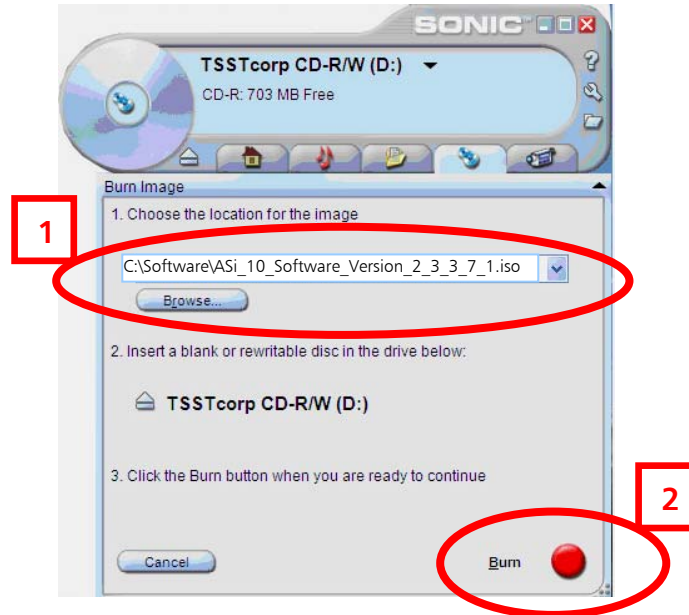 SONIC
TSSTcorp CD-R/W (D:)
CD-R: 703 MB Free
?
Burn Image
1
1. Choose the location for the image
C:\Software\ASi_10_Software_Version_2_3_3_7_1.iso
Browse...
2. Insert a blank or rewritable disc in the drive below:
TSSTcorp CD-R/W (D:)
3. Click the Burn button when you are ready to continue
2
Cancel
Burn